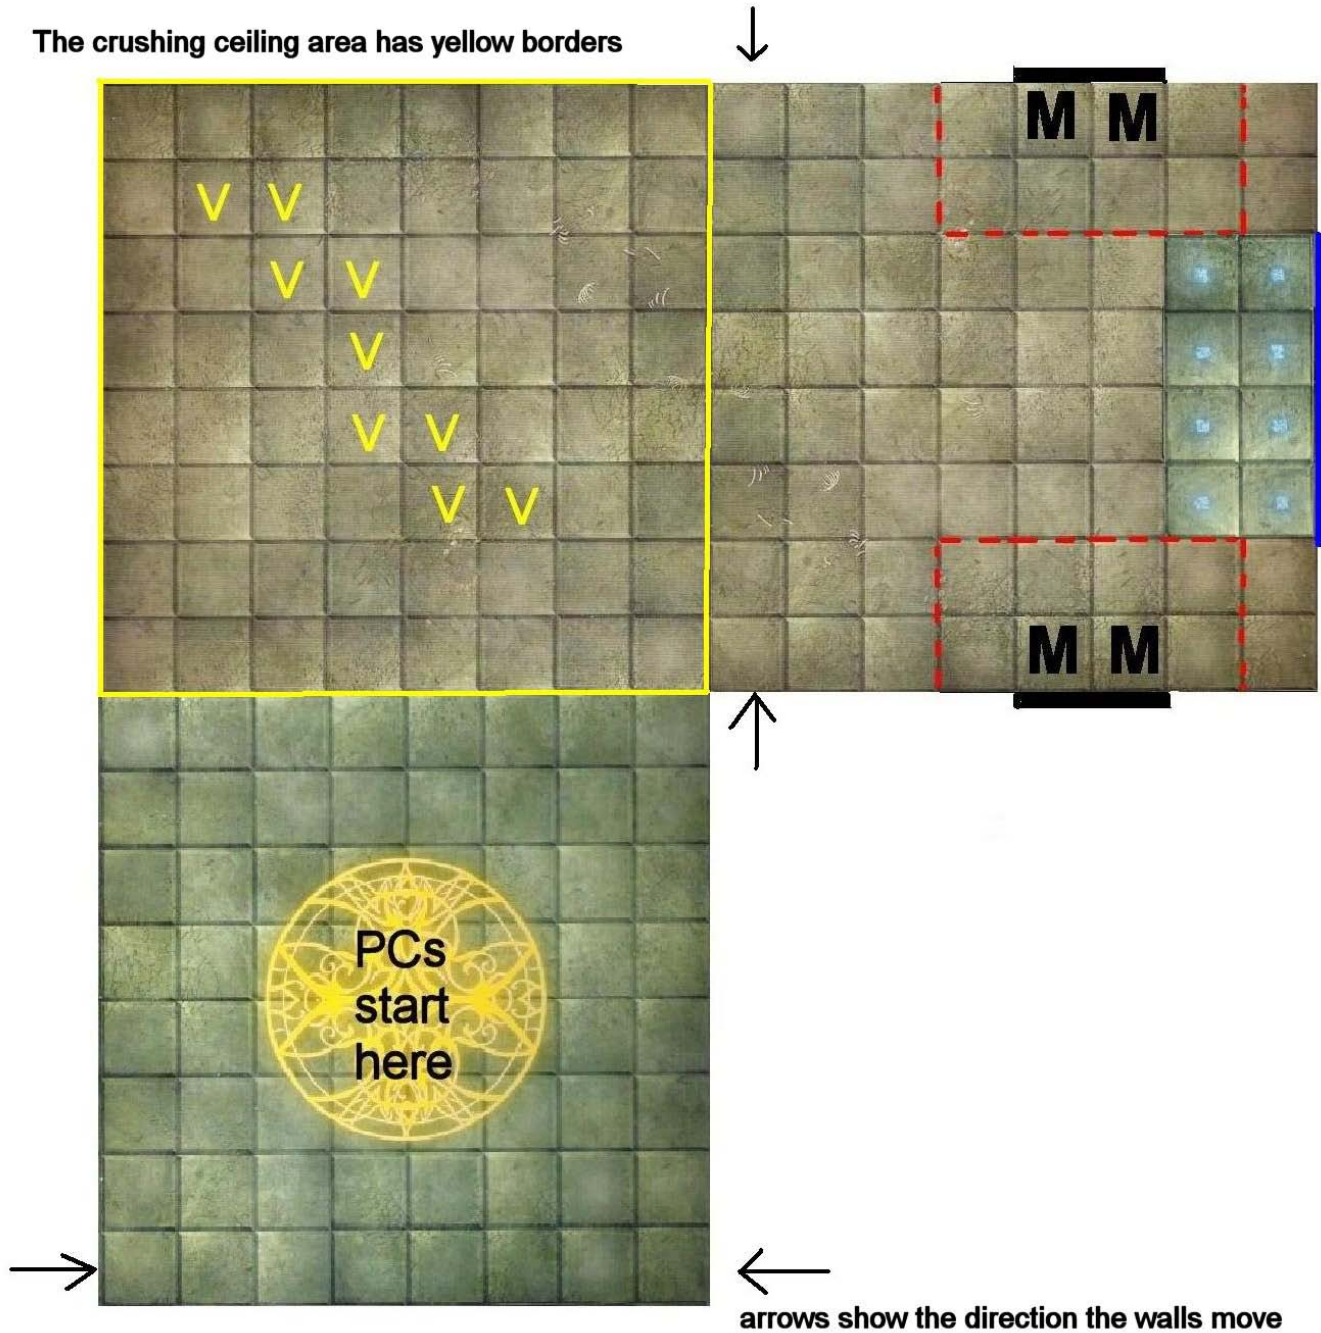 The crushing ceiling area has yellow borders
M M
V V
V V
V
V V
V V
M M
PCs
start
here
arrows show the direction the walls move